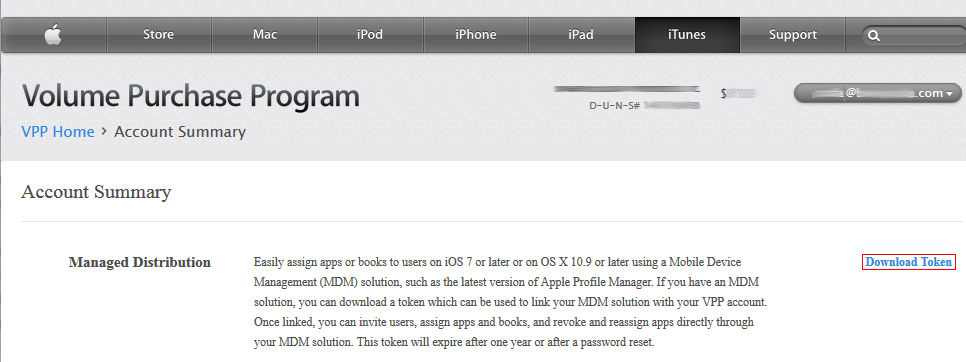 Store Mac iPod iPhone iPad iTunes Support
Volume Purchase Program
D-U-N-S#
$
@
.com
VPP Home > Account Summary
Account Summary
Managed Distribution
Easily assign apps or books to users on iOS 7 or later or on OS X 10.9 or later using a Mobile Device
Management (MDM) solution, such as the latest version of Apple Profile Manager. If you have an MDM
solution, you can download a token which can be used to link your MDM solution with your VPP account.
Once linked, you can invite users, assign apps and books, and revoke and reassign apps directly through
your MDM solution. This token will expire after one year or after a password reset.
Download Token